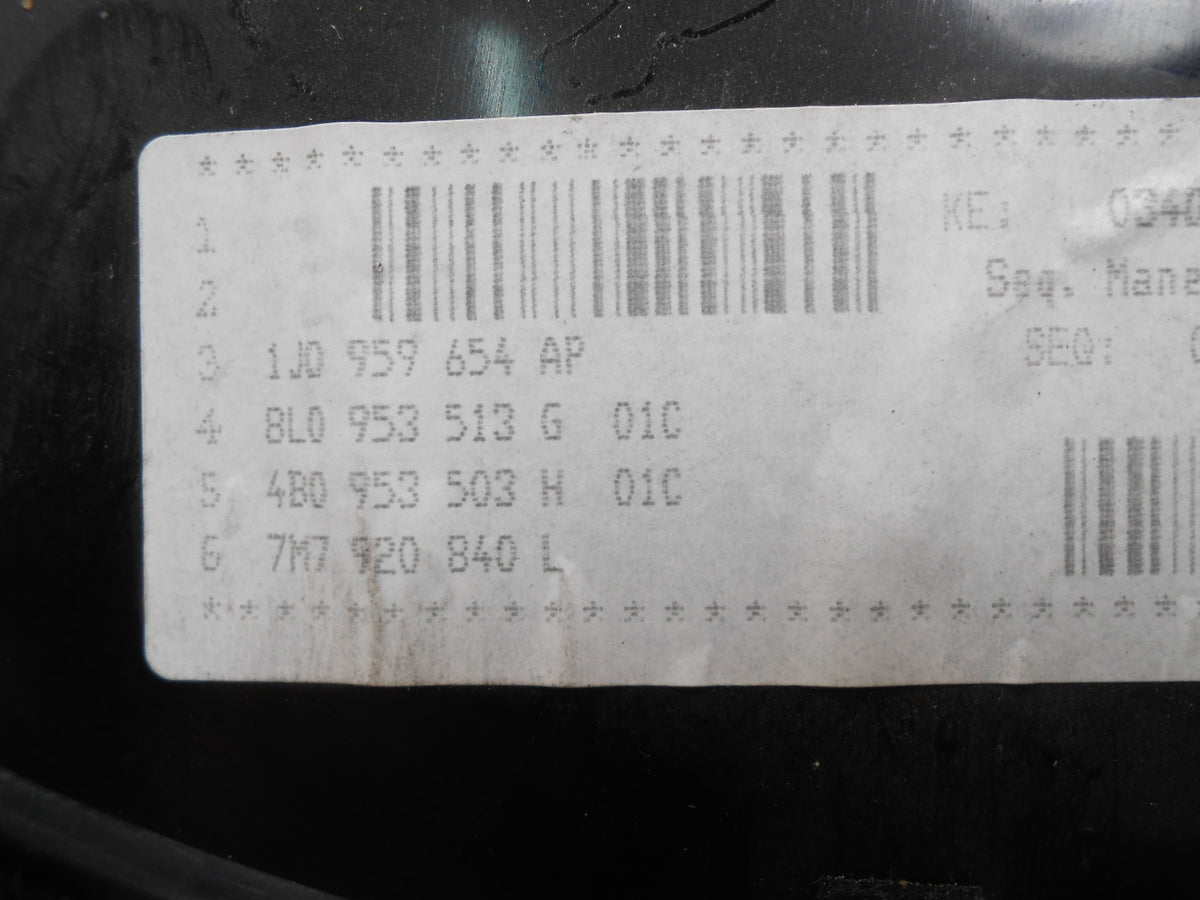 * * * * * * * * * * * * * * * * * * * * * * * * *
1
KE:
2
Seq.
3 1J0 959 654 AP
SEQ:
4 8L0 953 513 G 01C
5 4B0 953 503 H 01C
6 7M7 920 840 L
* * * * * * * * * * * * * * * * * * * * * * * * *